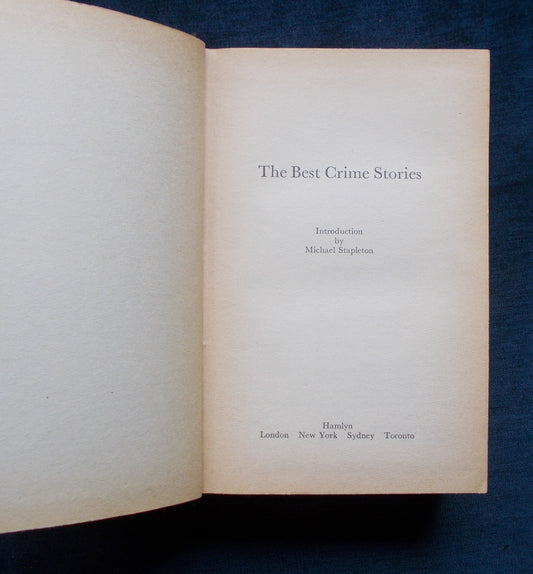 The Best Crime Stories
Introduction
by
Michael Stapleton
Hamlyn
London New York Sydney Toronto